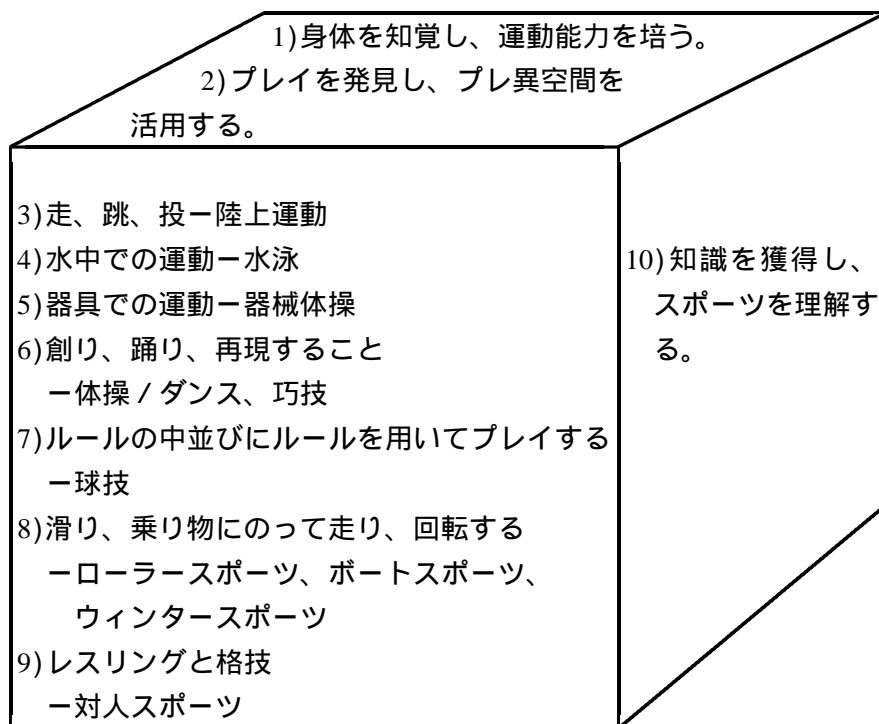 1)身体を知覚し、運動能力を培う。
2)プレイを発見し、プレ異空間を
活用する。
3)走、跳、投ー陸上運動
4)水中での運動ー水泳
5)器具での運動ー器械体操
6)創り、踊り、再現すること
ー体操 / ダンス、巧技
7)ルールの中並びにルールを用いてプレイする
ー球技
8)滑り、乗り物にのって走り、回転する
ーローラースポーツ、ボートスポーツ、
ウィンタースポーツ
9)レスリングと格技
ー対人スポーツ
10)知識を獲得し、
スポーツを理解す
る。